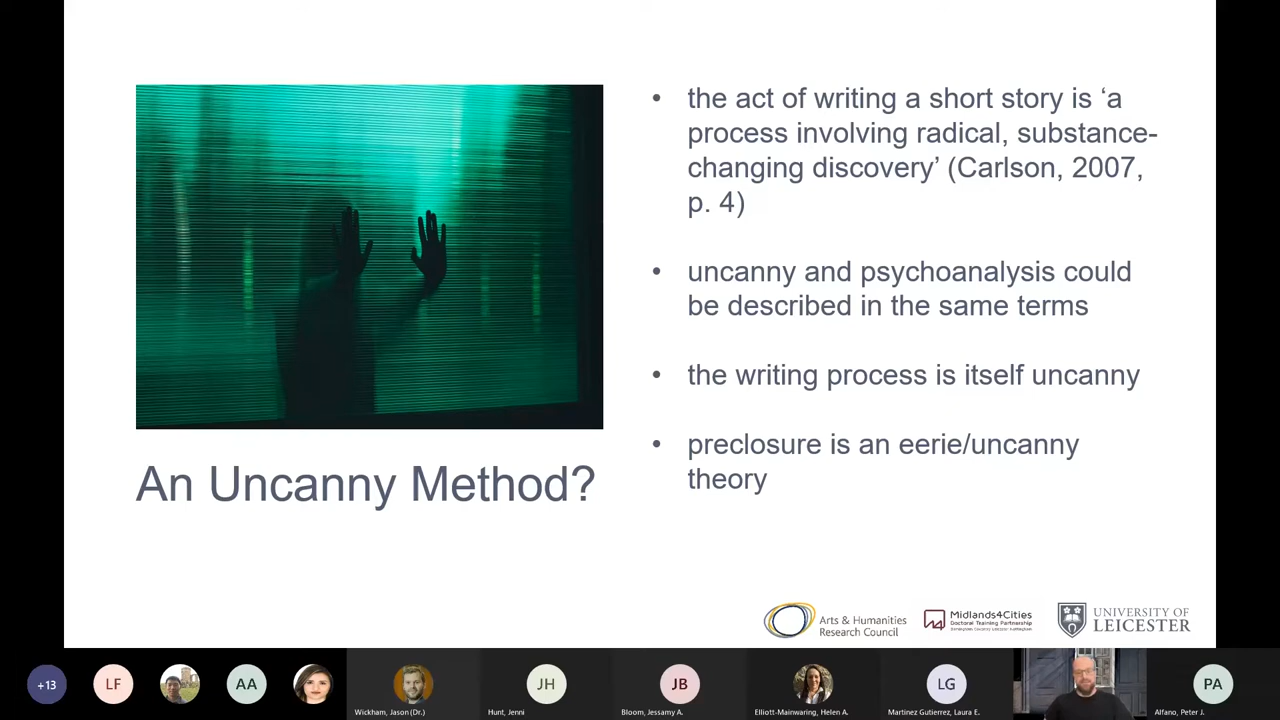 • the act of writing a short story is ‘a
process involving radical, substance-
changing discovery’ (Carlson, 2007,
p. 4)
• uncanny and psychoanalysis could
be described in the same terms
• the writing process is itself uncanny
• preclosure is an eerie/uncanny
theory
An Uncanny Method?
Arts & Humanities
Research Council
Midlands4Cities
Doctoral Training Partnership
UNIVERSITY OF
LEICESTER
+13
LF
AA
Wickham, Jason (Dr.)
JH
Hunt, Jenni
JB
Bloom, Jessamy A.
Elliott-Mainwaring, Helen A.
LG
Martinez Gutierrez, Laura E.
PA
Alfano, Peter J.